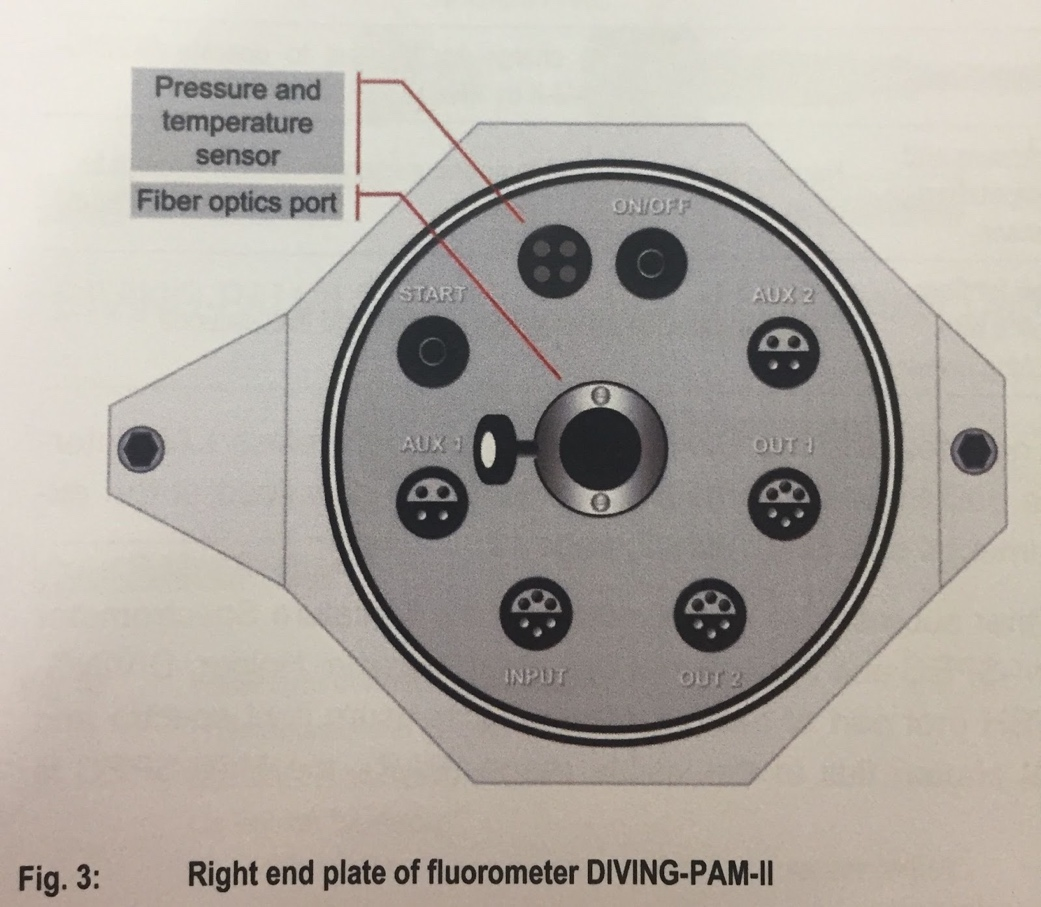 Pressure and
temperature
sensor
Fiber optics port
ON/OFF
START
AUX 2
AUX 1
OUT 1
INPUT
OUT 2
Fig. 3: Right end plate of fluorometer DIVING-PAM-II